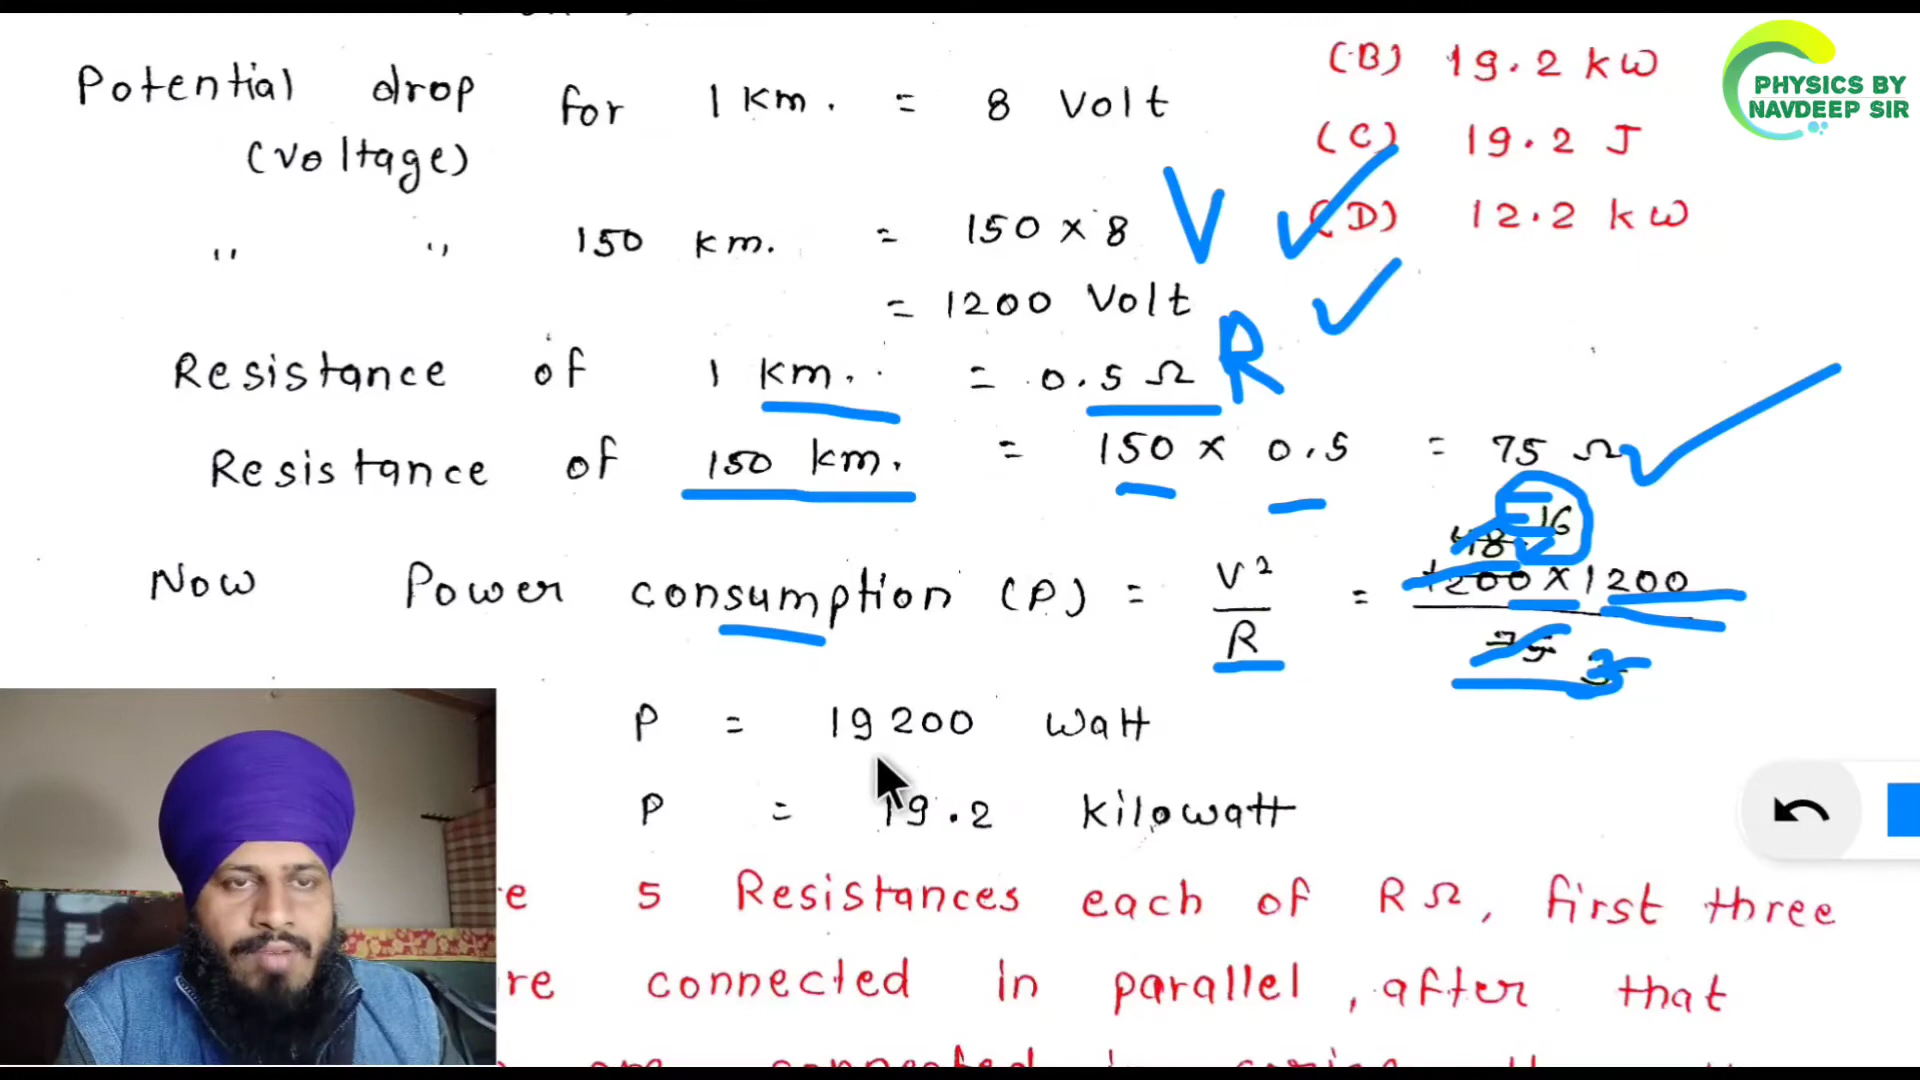 Potential drop for 1 km. = 8 Volt
(voltage)
(B) 19.2 kW
(C) 19.2 J
(D) 12.2 kW
PHYSICS BY
NAVDEEP SIR
" " 150 km. = 150 × 8 V
= 1200 Volt
Resistance of 1 km. = 0.5 Ω R
Resistance of 150 km. = 150 × 0.5 = 75 Ω
48 16
Now Power consumption (P) = V² / R = 1200 × 1200 / 75 3
P = 19200 Watt
P = 19.2 kilowatt
e 5 Resistances each of R Ω, first three
re connected in parallel, after that